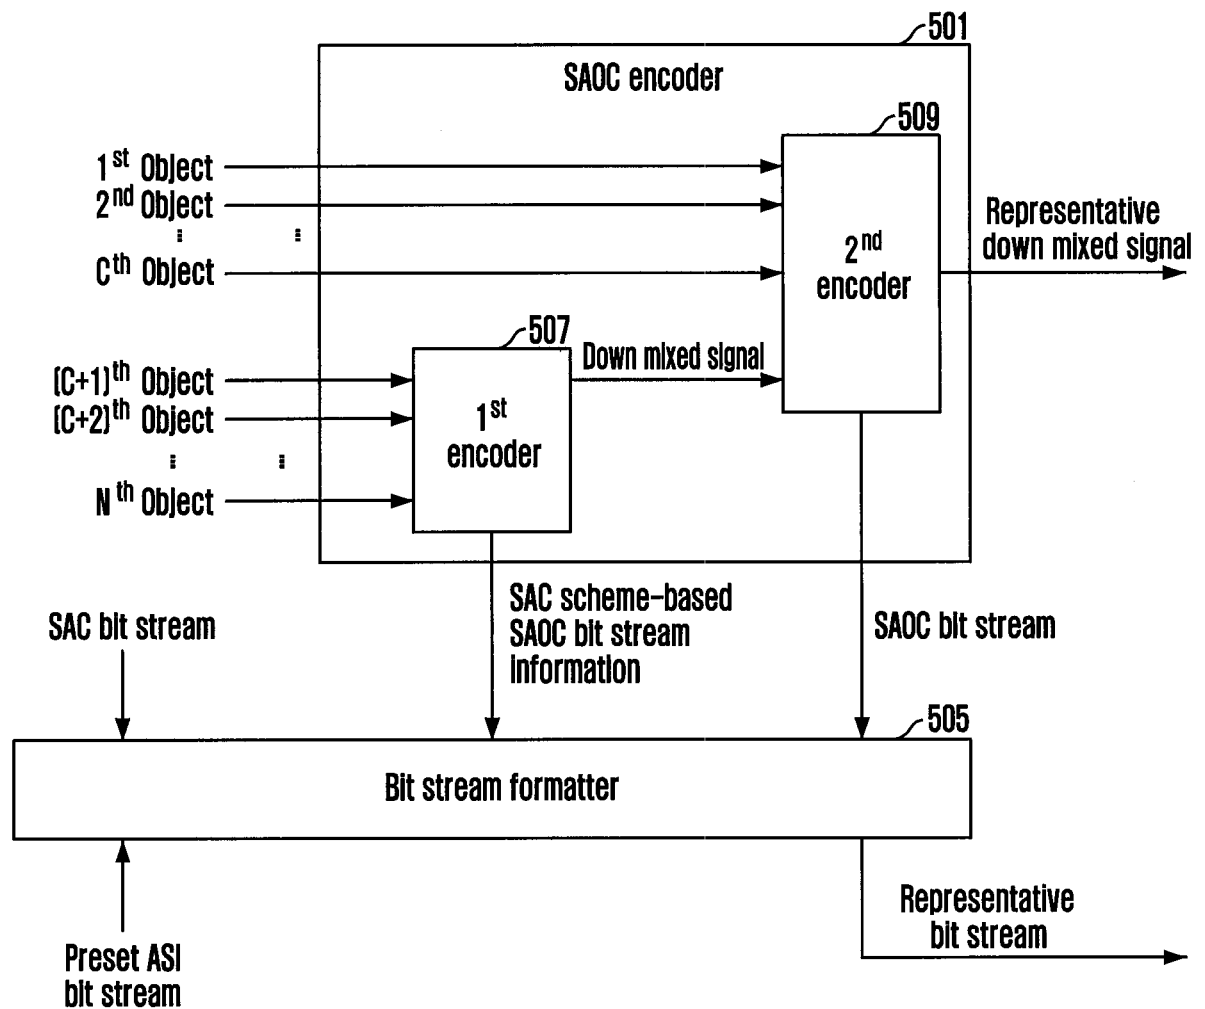 501
SAOC encoder
509
1st Object
2nd Object
...
...
Cth Object
2nd
encoder
Representative
down mixed signal
507
Down mixed signal
(C+1)th Object
(C+2)th Object
...
...
Nth Object
1st
encoder
SAC bit stream
SAC scheme-based
SAOC bit stream
information
SAOC bit stream
505
Bit stream formatter
Preset ASI
bit stream
Representative
bit stream